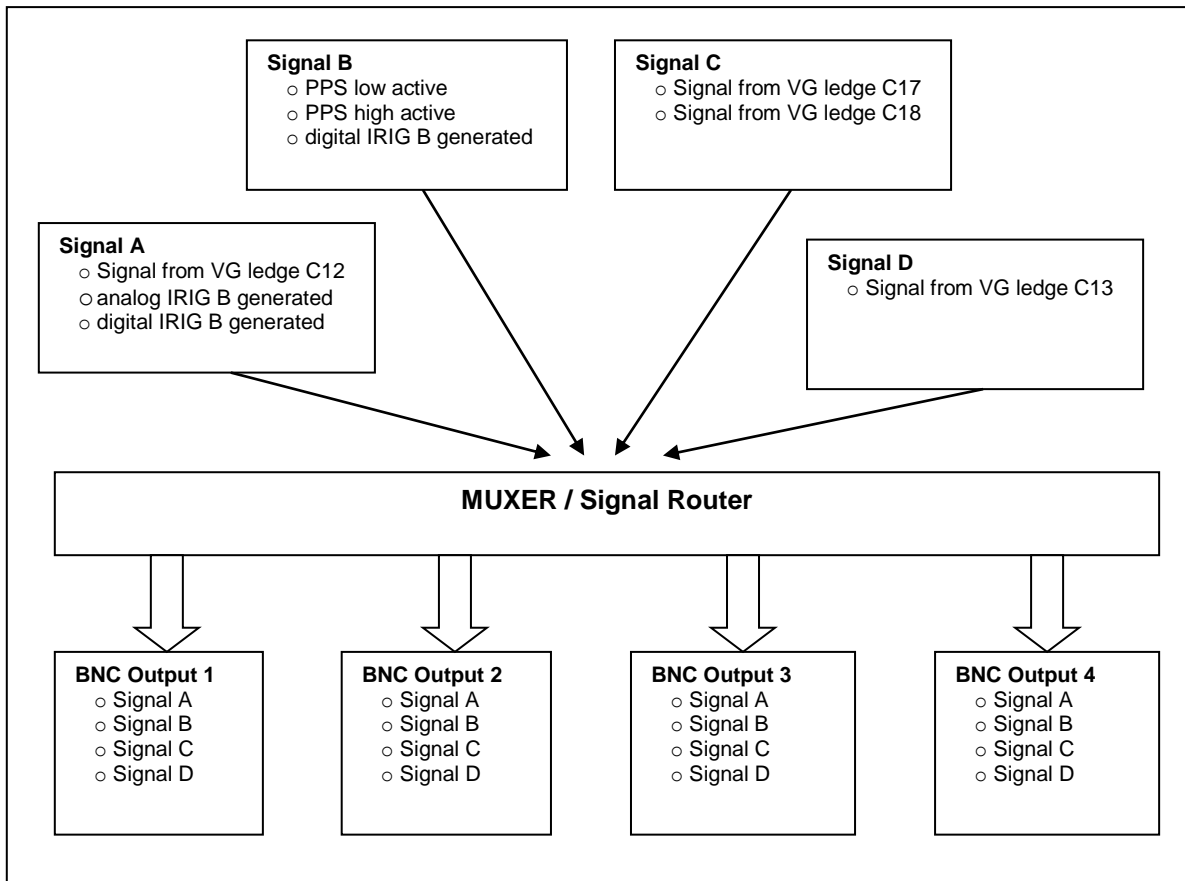 Signal B
○ PPS low active
○ PPS high active
○ digital IRIG B generated
Signal C
○ Signal from VG ledge C17
○ Signal from VG ledge C18
Signal A
○ Signal from VG ledge C12
○ analog IRIG B generated
○ digital IRIG B generated
Signal D
○ Signal from VG ledge C13
MUXER / Signal Router
BNC Output 1
○ Signal A
○ Signal B
○ Signal C
○ Signal D
BNC Output 2
○ Signal A
○ Signal B
○ Signal C
○ Signal D
BNC Output 3
○ Signal A
○ Signal B
○ Signal C
○ Signal D
BNC Output 4
○ Signal A
○ Signal B
○ Signal C
○ Signal D